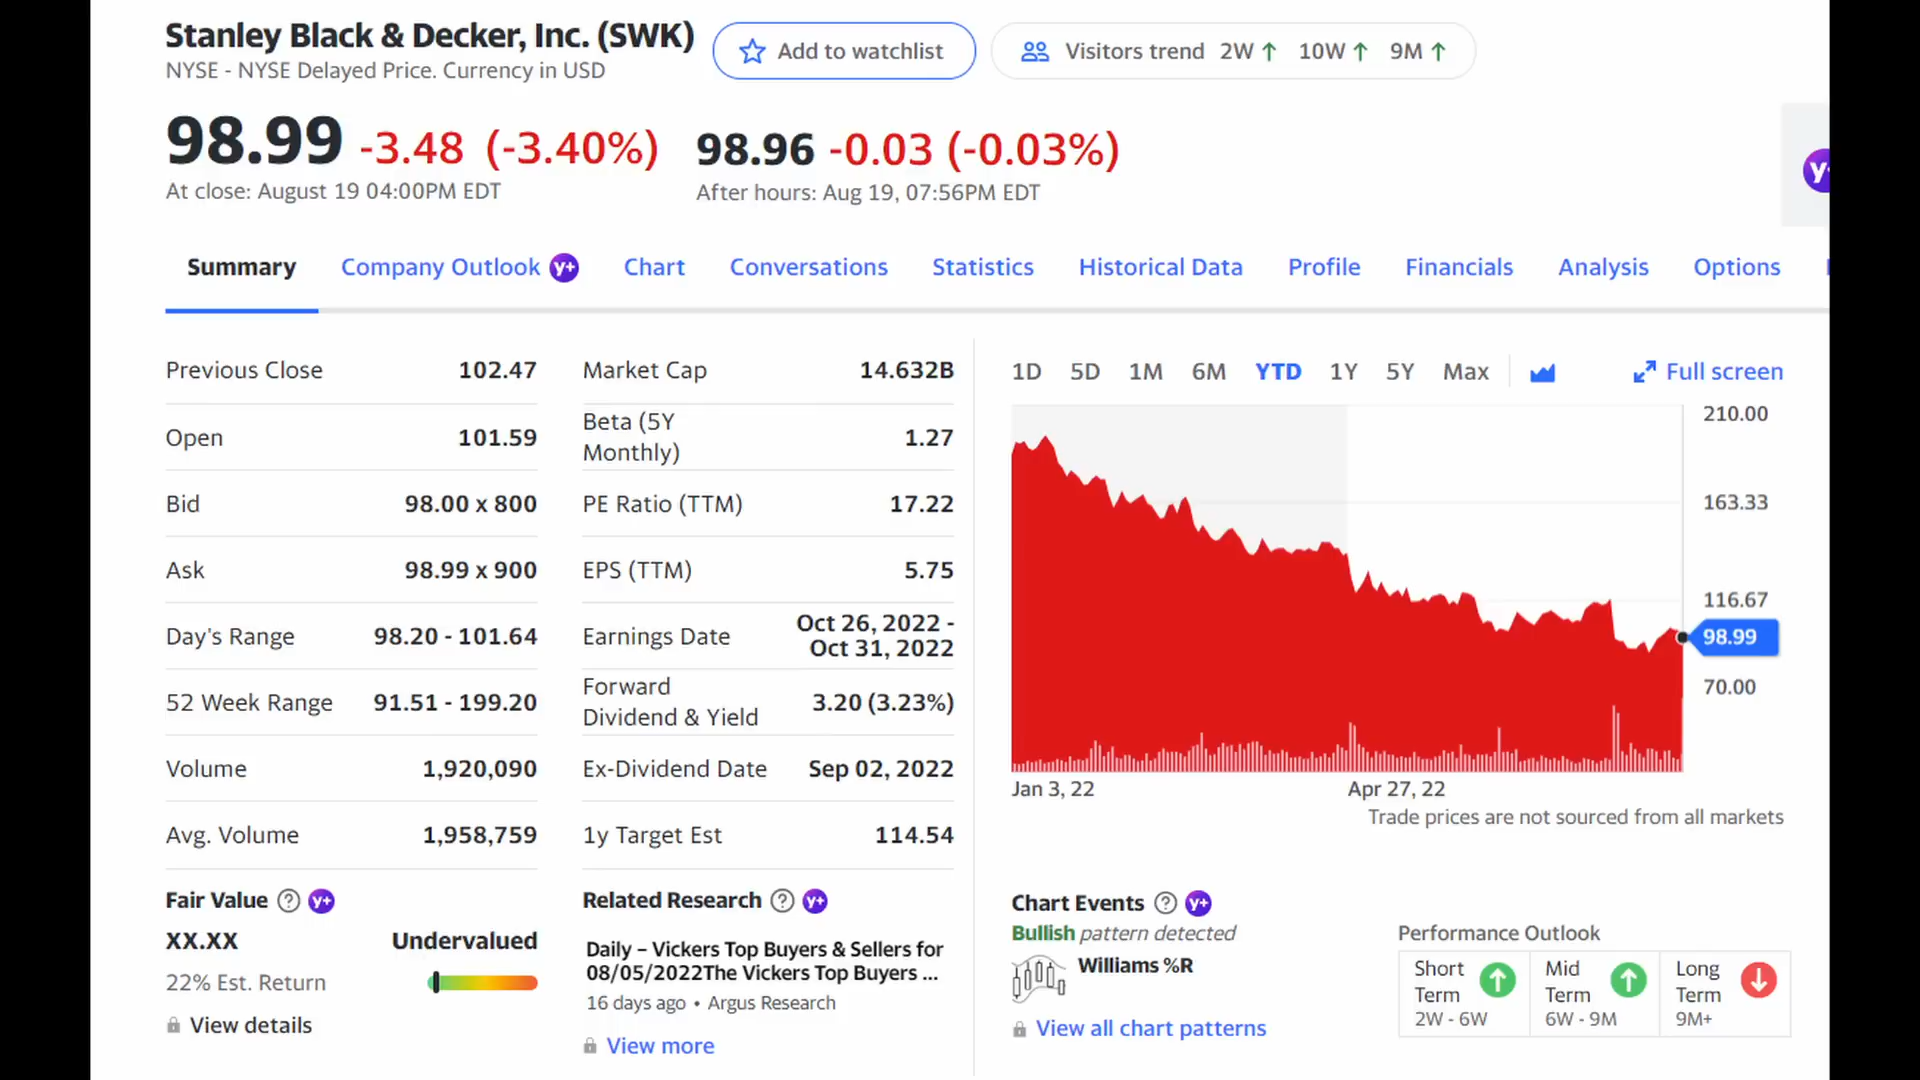 Stanley Black & Decker, Inc. (SWK)
NYSE - NYSE Delayed Price. Currency in USD
Add to watchlist
Visitors trend 2W↑ 10W↑ 9M↑
98.99 -3.48 (-3.40%)
At close: August 19 04:00PM EDT
98.96 -0.03 (-0.03%)
After hours: Aug 19, 07:56PM EDT
y+
Summary Company Outlook y+ Chart Conversations Statistics Historical Data Profile Financials Analysis Options
Previous Close 102.47
Open 101.59
Bid 98.00 x 800
Ask 98.99 x 900
Day's Range 98.20 - 101.64
52 Week Range 91.51 - 199.20
Volume 1,920,090
Avg. Volume 1,958,759
Market Cap 14.632B
Beta (5Y
Monthly) 1.27
PE Ratio (TTM) 17.22
EPS (TTM) 5.75
Earnings Date Oct 26, 2022 -
Oct 31, 2022
Forward
Dividend & Yield 3.20 (3.23%)
Ex-Dividend Date Sep 02, 2022
1y Target Est 114.54
1D 5D 1M 6M YTD 1Y 5Y Max Full screen
210.00
163.33
116.67
98.99
70.00
Jan 3, 22 Apr 27, 22
Trade prices are not sourced from all markets
Fair Value ? y+
XX.XX Undervalued
22% Est. Return
View details
Related Research ? y+
Daily – Vickers Top Buyers & Sellers for
08/05/2022The Vickers Top Buyers ...
16 days ago • Argus Research
View more
Chart Events ? y+
Bullish pattern detected
Williams %R
View all chart patterns
Performance Outlook
Short
Term
2W - 6W
Mid
Term
6W - 9M
Long
Term
9M+